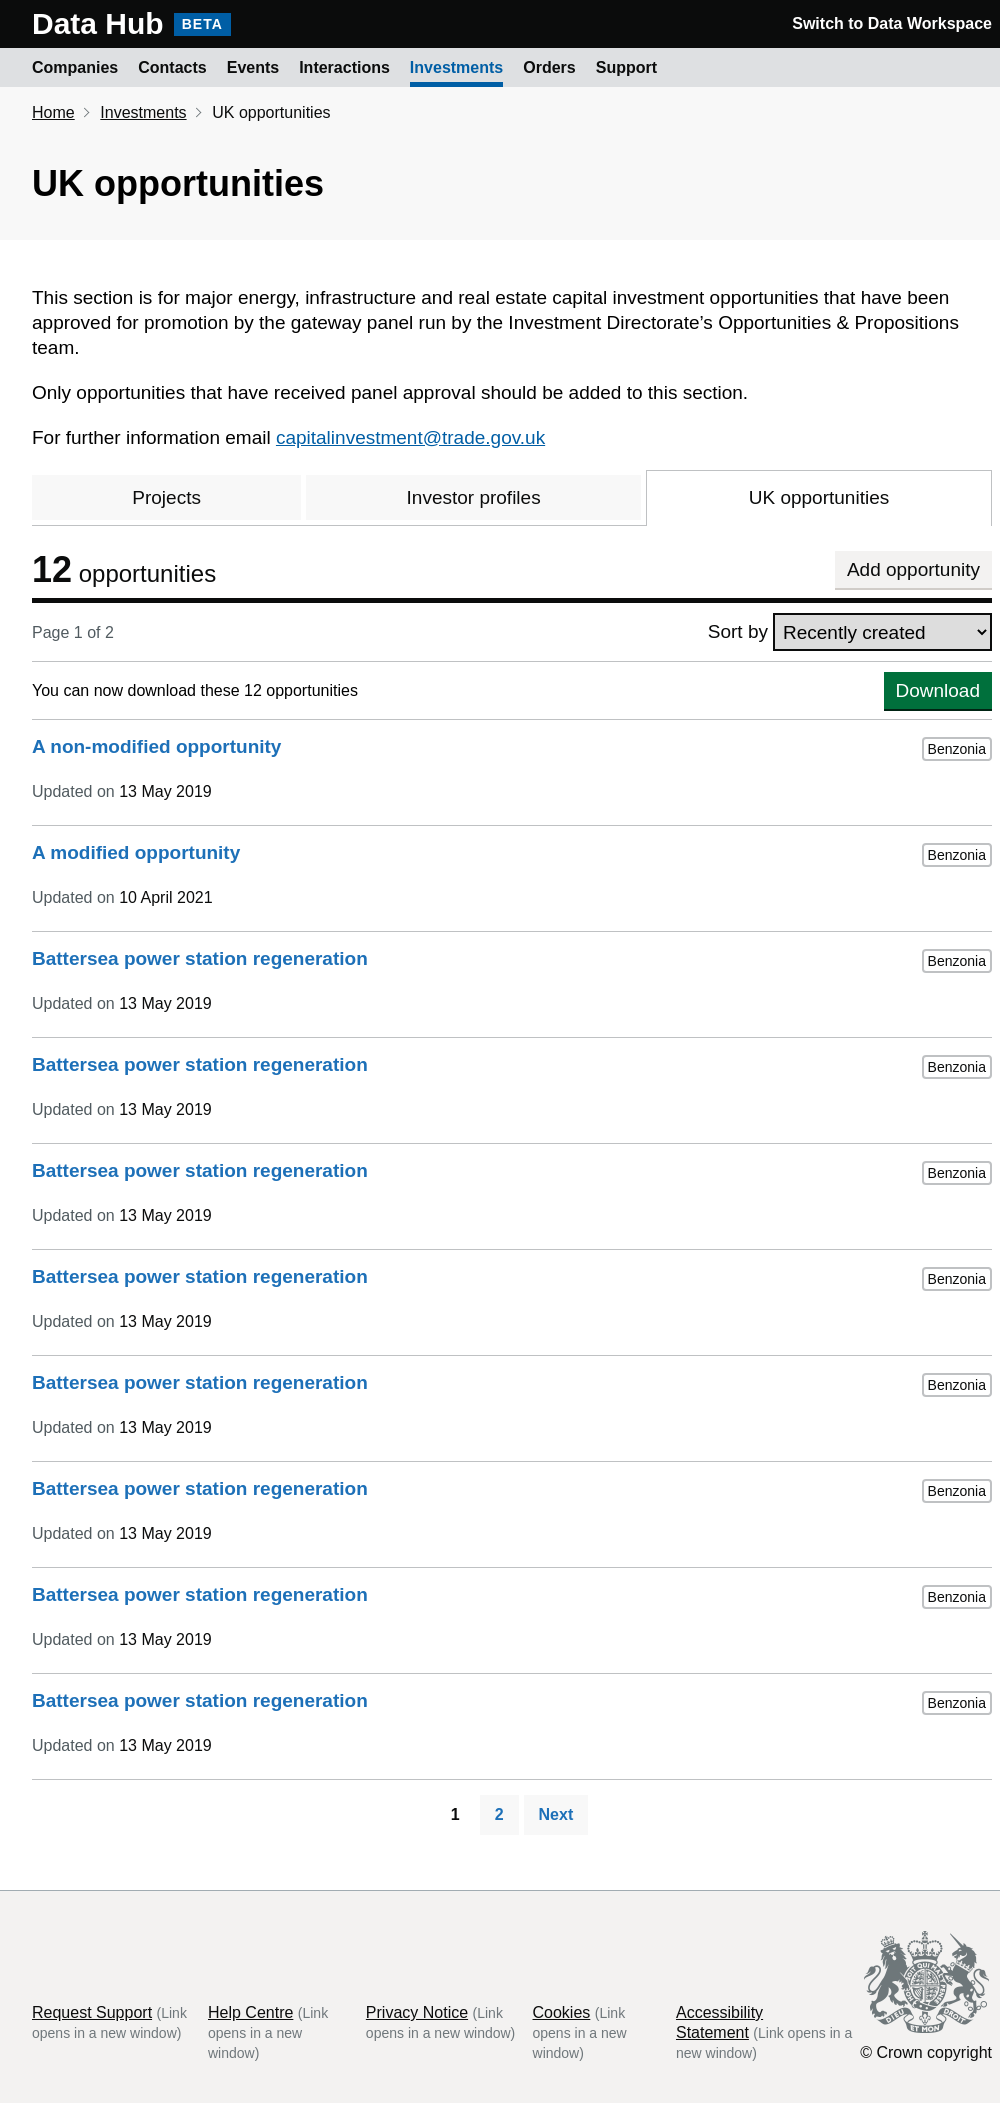 Data Hub BETA Switch to Data Workspace
Companies Contacts Events Interactions Investments Orders Support
Home Investments UK opportunities
UK opportunities
This section is for major energy, infrastructure and real estate capital investment opportunities that have been
approved for promotion by the gateway panel run by the Investment Directorate’s Opportunities & Propositions
team.
Only opportunities that have received panel approval should be added to this section.
For further information email capitalinvestment@trade.gov.uk
Projects Investor profiles UK opportunities
12 opportunities Add opportunity
Page 1 of 2 Sort by Recently created
You can now download these 12 opportunities Download
A non-modified opportunity Benzonia
Updated on 13 May 2019
A modified opportunity Benzonia
Updated on 10 April 2021
Battersea power station regeneration Benzonia
Updated on 13 May 2019
Battersea power station regeneration Benzonia
Updated on 13 May 2019
Battersea power station regeneration Benzonia
Updated on 13 May 2019
Battersea power station regeneration Benzonia
Updated on 13 May 2019
Battersea power station regeneration Benzonia
Updated on 13 May 2019
Battersea power station regeneration Benzonia
Updated on 13 May 2019
Battersea power station regeneration Benzonia
Updated on 13 May 2019
Battersea power station regeneration Benzonia
Updated on 13 May 2019
1 2 Next
Request Support (Link
opens in a new window)
Help Centre (Link
opens in a new
window)
Privacy Notice (Link
opens in a new window)
Cookies (Link
opens in a new
window)
Accessibility
Statement (Link opens in a
new window)
© Crown copyright